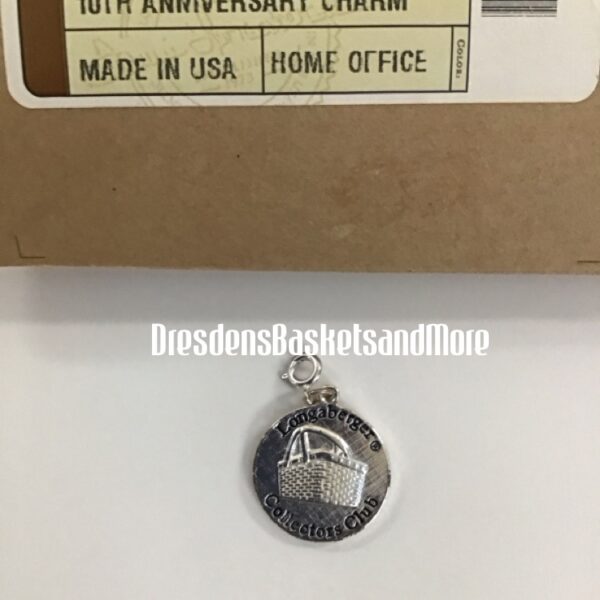 10TH ANNIVERSARY CHARM
MADE IN USA
HOME OFFICE
COLOR:
DresdensBasketsandMore
Longaberger®
Collectors Club